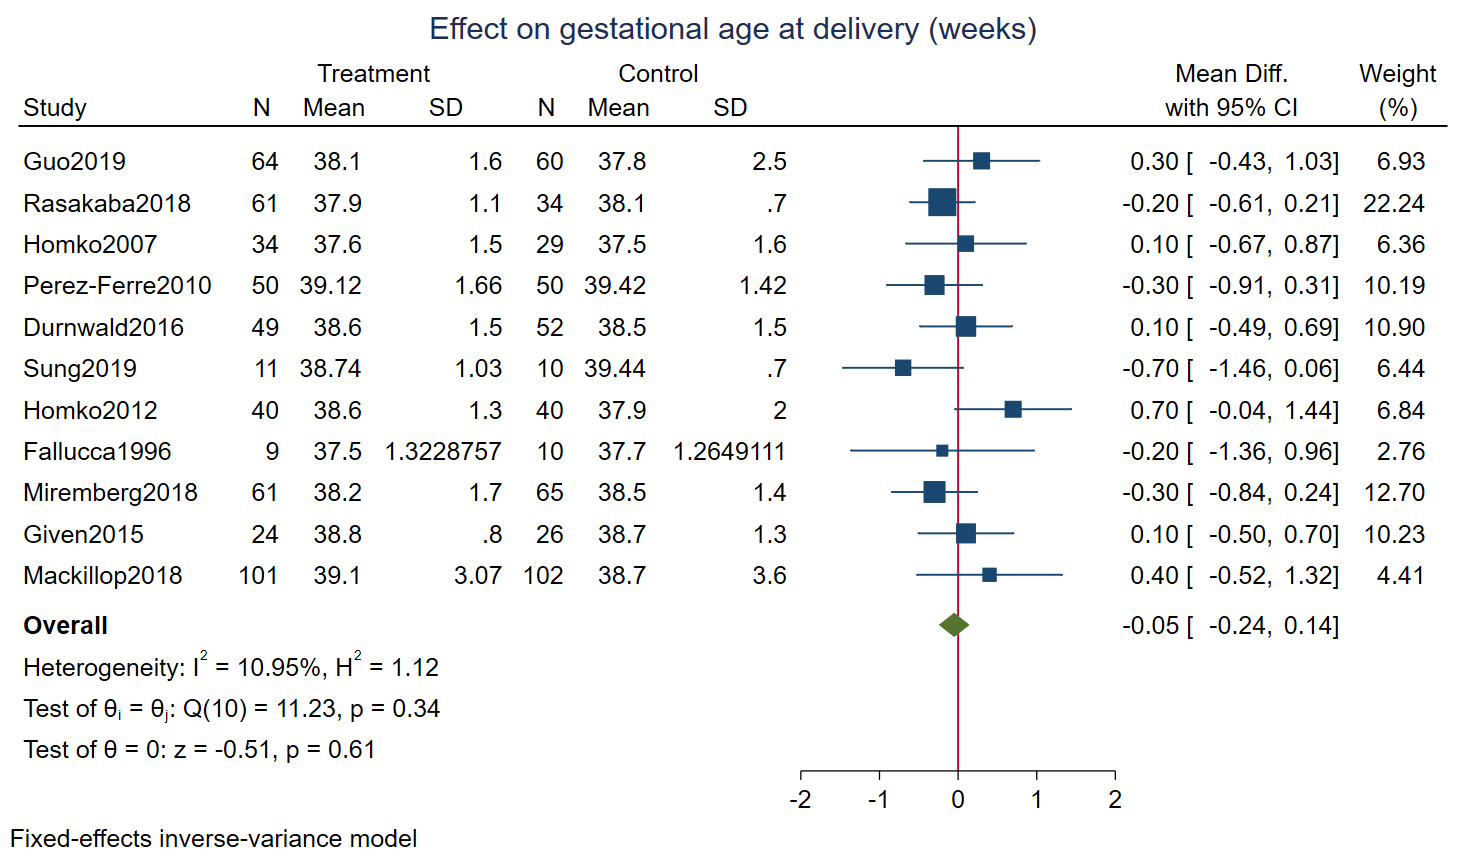 Effect on gestational age at delivery (weeks)
Treatment Control Mean Diff. Weight
Study N Mean SD N Mean SD with 95% CI (%)
Guo2019 64 38.1 1.6 60 37.8 2.5 0.30 [ -0.43, 1.03] 6.93
Rasakaba2018 61 37.9 1.1 34 38.1 .7 -0.20 [ -0.61, 0.21] 22.24
Homko2007 34 37.6 1.5 29 37.5 1.6 0.10 [ -0.67, 0.87] 6.36
Perez-Ferre2010 50 39.12 1.66 50 39.42 1.42 -0.30 [ -0.91, 0.31] 10.19
Durnwald2016 49 38.6 1.5 52 38.5 1.5 0.10 [ -0.49, 0.69] 10.90
Sung2019 11 38.74 1.03 10 39.44 .7 -0.70 [ -1.46, 0.06] 6.44
Homko2012 40 38.6 1.3 40 37.9 2 0.70 [ -0.04, 1.44] 6.84
Fallucca1996 9 37.5 1.3228757 10 37.7 1.2649111 -0.20 [ -1.36, 0.96] 2.76
Miremberg2018 61 38.2 1.7 65 38.5 1.4 -0.30 [ -0.84, 0.24] 12.70
Given2015 24 38.8 .8 26 38.7 1.3 0.10 [ -0.50, 0.70] 10.23
Mackillop2018 101 39.1 3.07 102 38.7 3.6 0.40 [ -0.52, 1.32] 4.41
Overall -0.05 [ -0.24, 0.14]
Heterogeneity: I² = 10.95%, H² = 1.12
Test of θᵢ = θⱼ: Q(10) = 11.23, p = 0.34
Test of θ = 0: z = -0.51, p = 0.61
-2 -1 0 1 2
Fixed-effects inverse-variance model